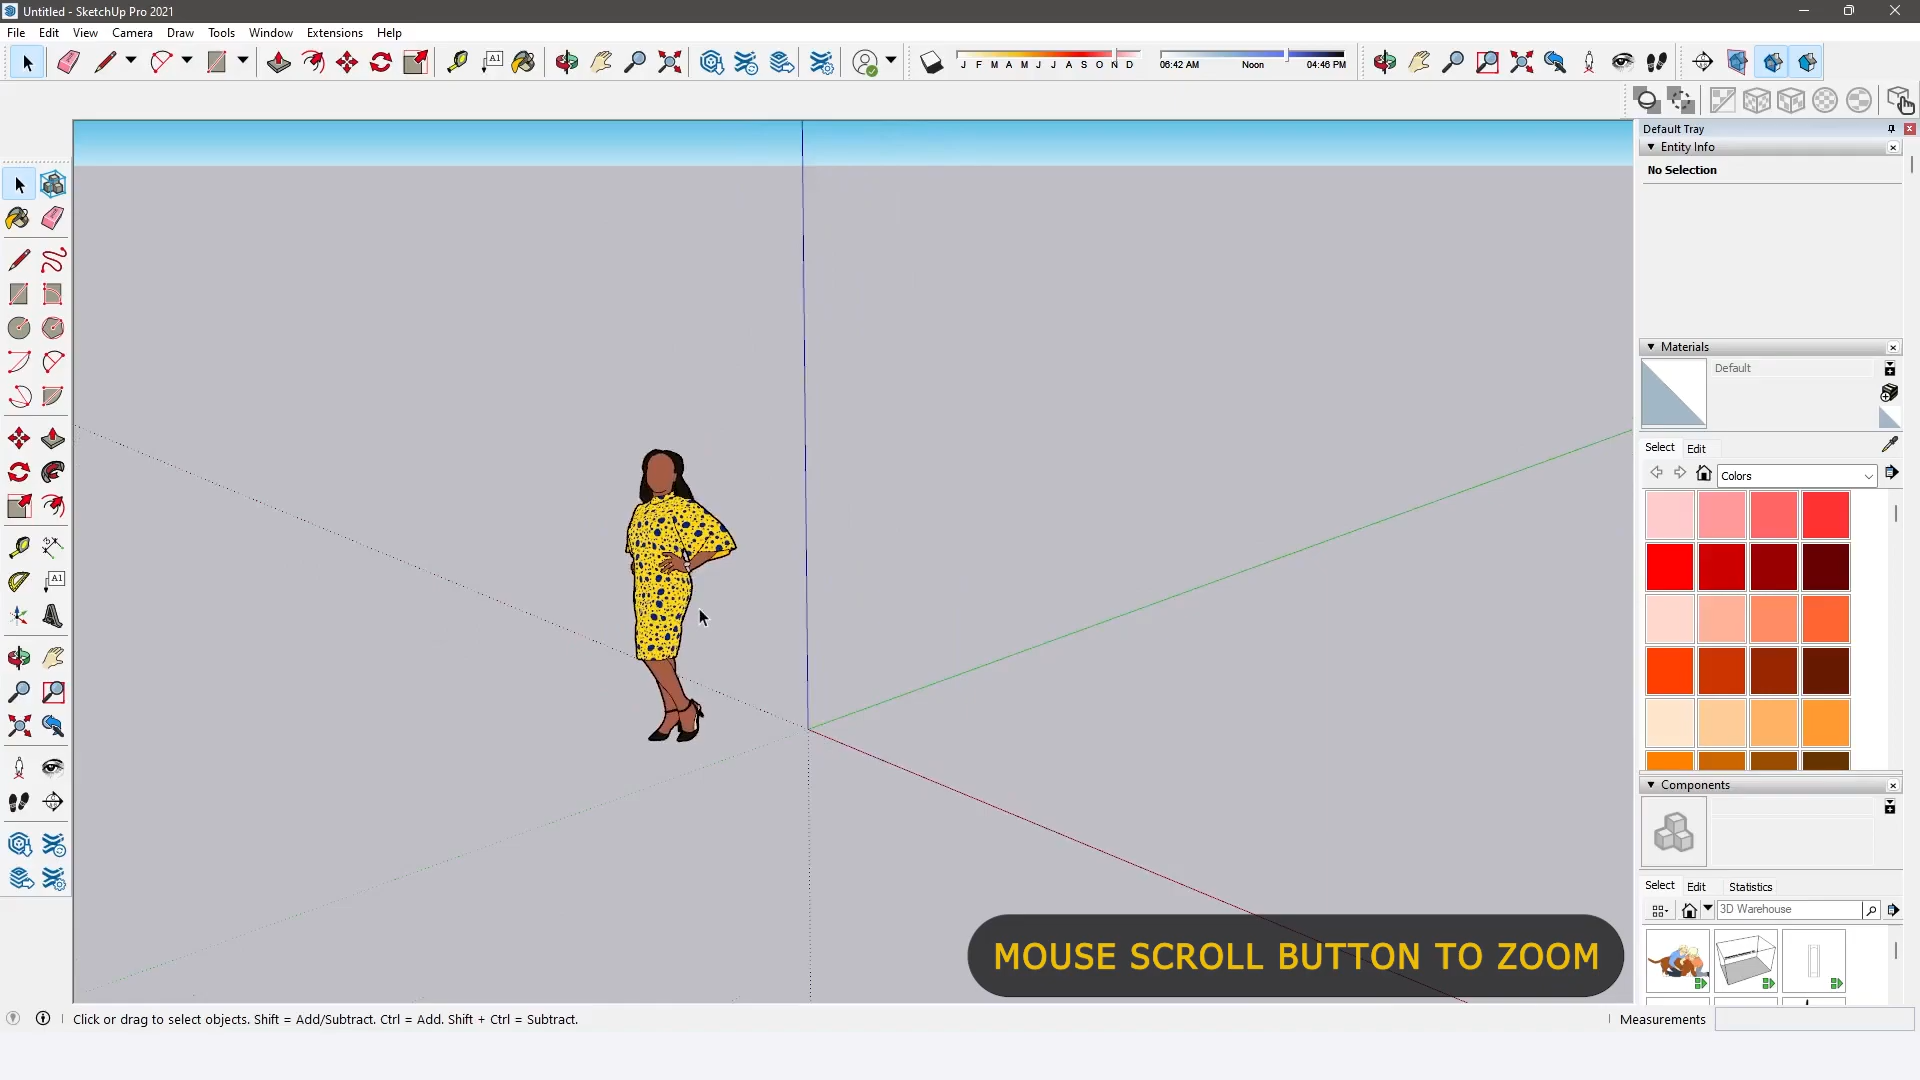 Untitled - SketchUp Pro 2021
File Edit View Camera Draw Tools Window Extensions Help
A1
J F M A M J J A S O N D
06:42 AM Noon 04:46 PM
Default Tray
Entity Info
No Selection
Materials
Default
Select Edit
Colors
A1
Components
Select Edit Statistics
3D Warehouse
MOUSE SCROLL BUTTON TO ZOOM
Click or drag to select objects. Shift = Add/Subtract. Ctrl = Add. Shift + Ctrl = Subtract.
Measurements